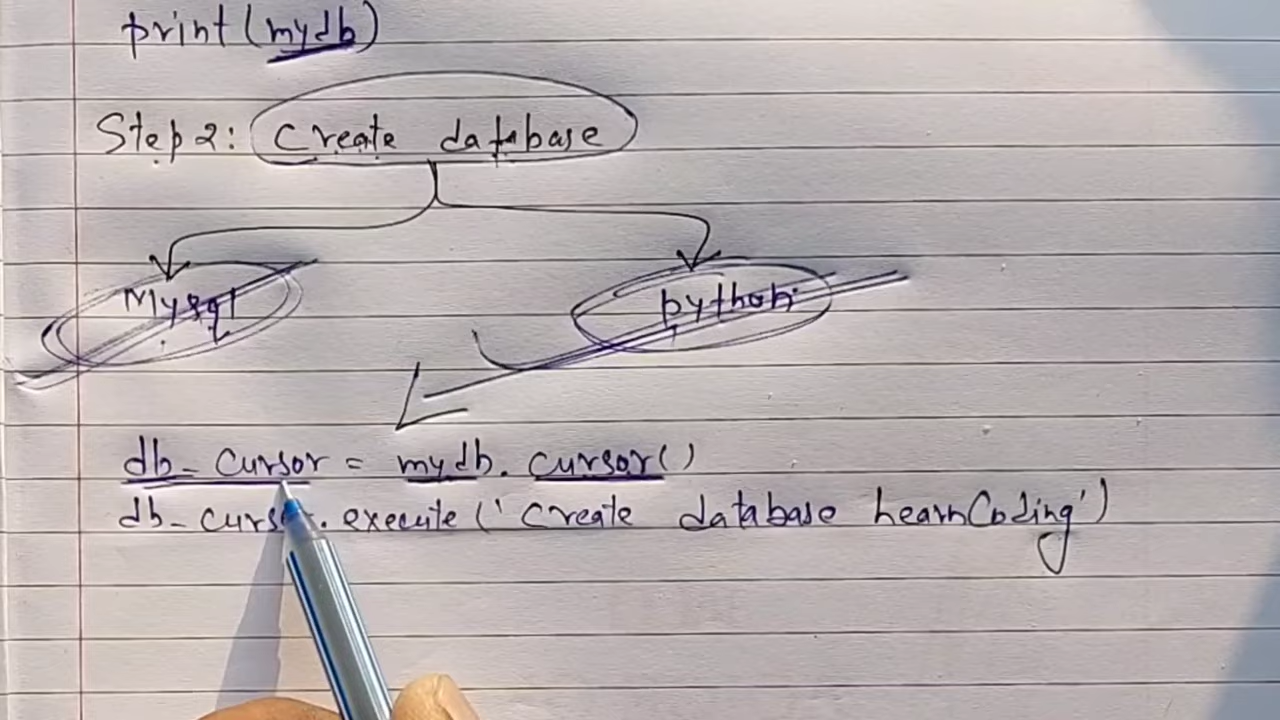 print(mydb)
Step 2: Create database
Mysql python
db_cursor = mydb. cursor()
db_cursor.execute('Create database learnCoding')